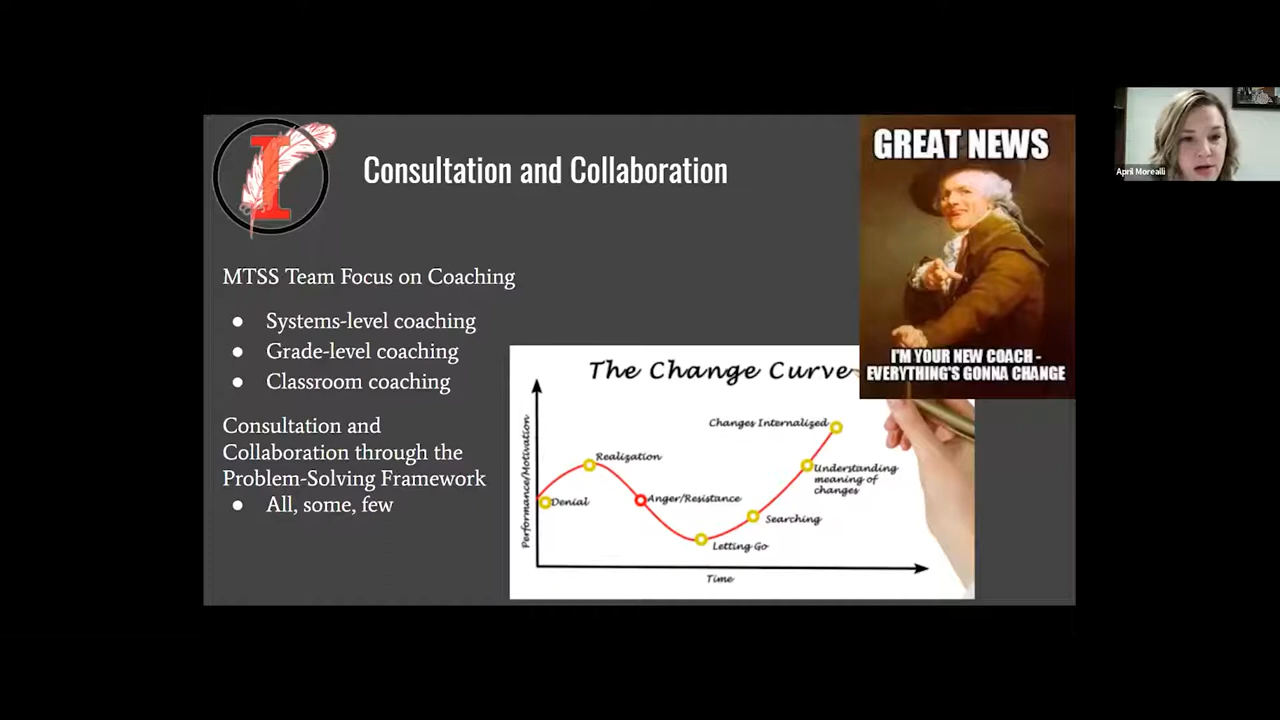 I
Consultation and Collaboration
GREAT NEWS
I'M YOUR NEW COACH -
EVERYTHING'S GONNA CHANGE
April Morealli
MTSS Team Focus on Coaching
● Systems-level coaching
● Grade-level coaching
● Classroom coaching
Consultation and
Collaboration through the
Problem-Solving Framework
● All, some, few
The Change Curve
Performance/Motivation
Denial
Realization
Anger/Resistance
Letting Go
Searching
Understanding
meaning of
changes
Changes Internalized
Time